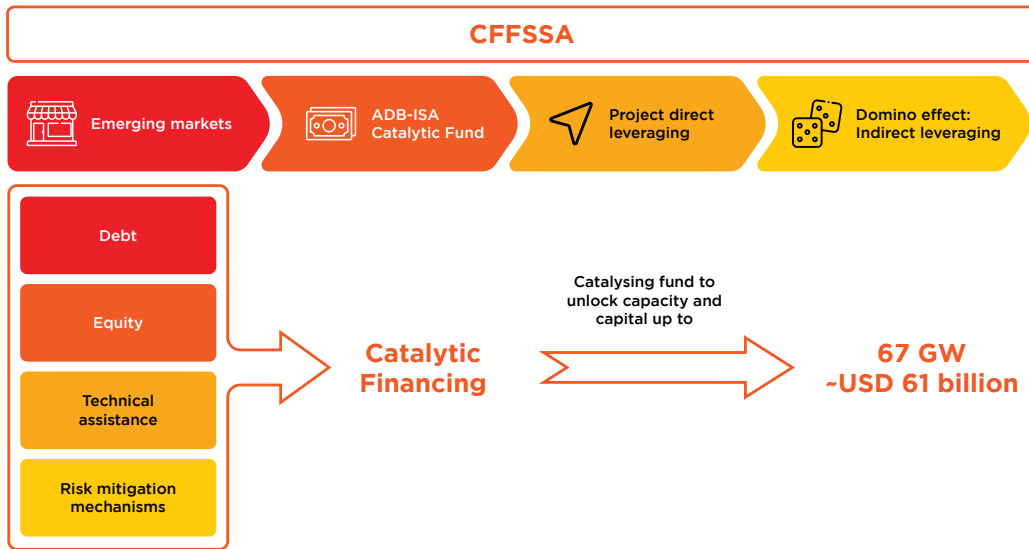 CFFSSA
Emerging markets
ADB-ISA
Catalytic Fund
Project direct
leveraging
Domino effect:
Indirect leveraging
Debt
Equity
Technical
assistance
Risk mitigation
mechanisms
Catalytic
Financing
Catalysing fund to
unlock capacity and
capital up to
67 GW
~USD 61 billion